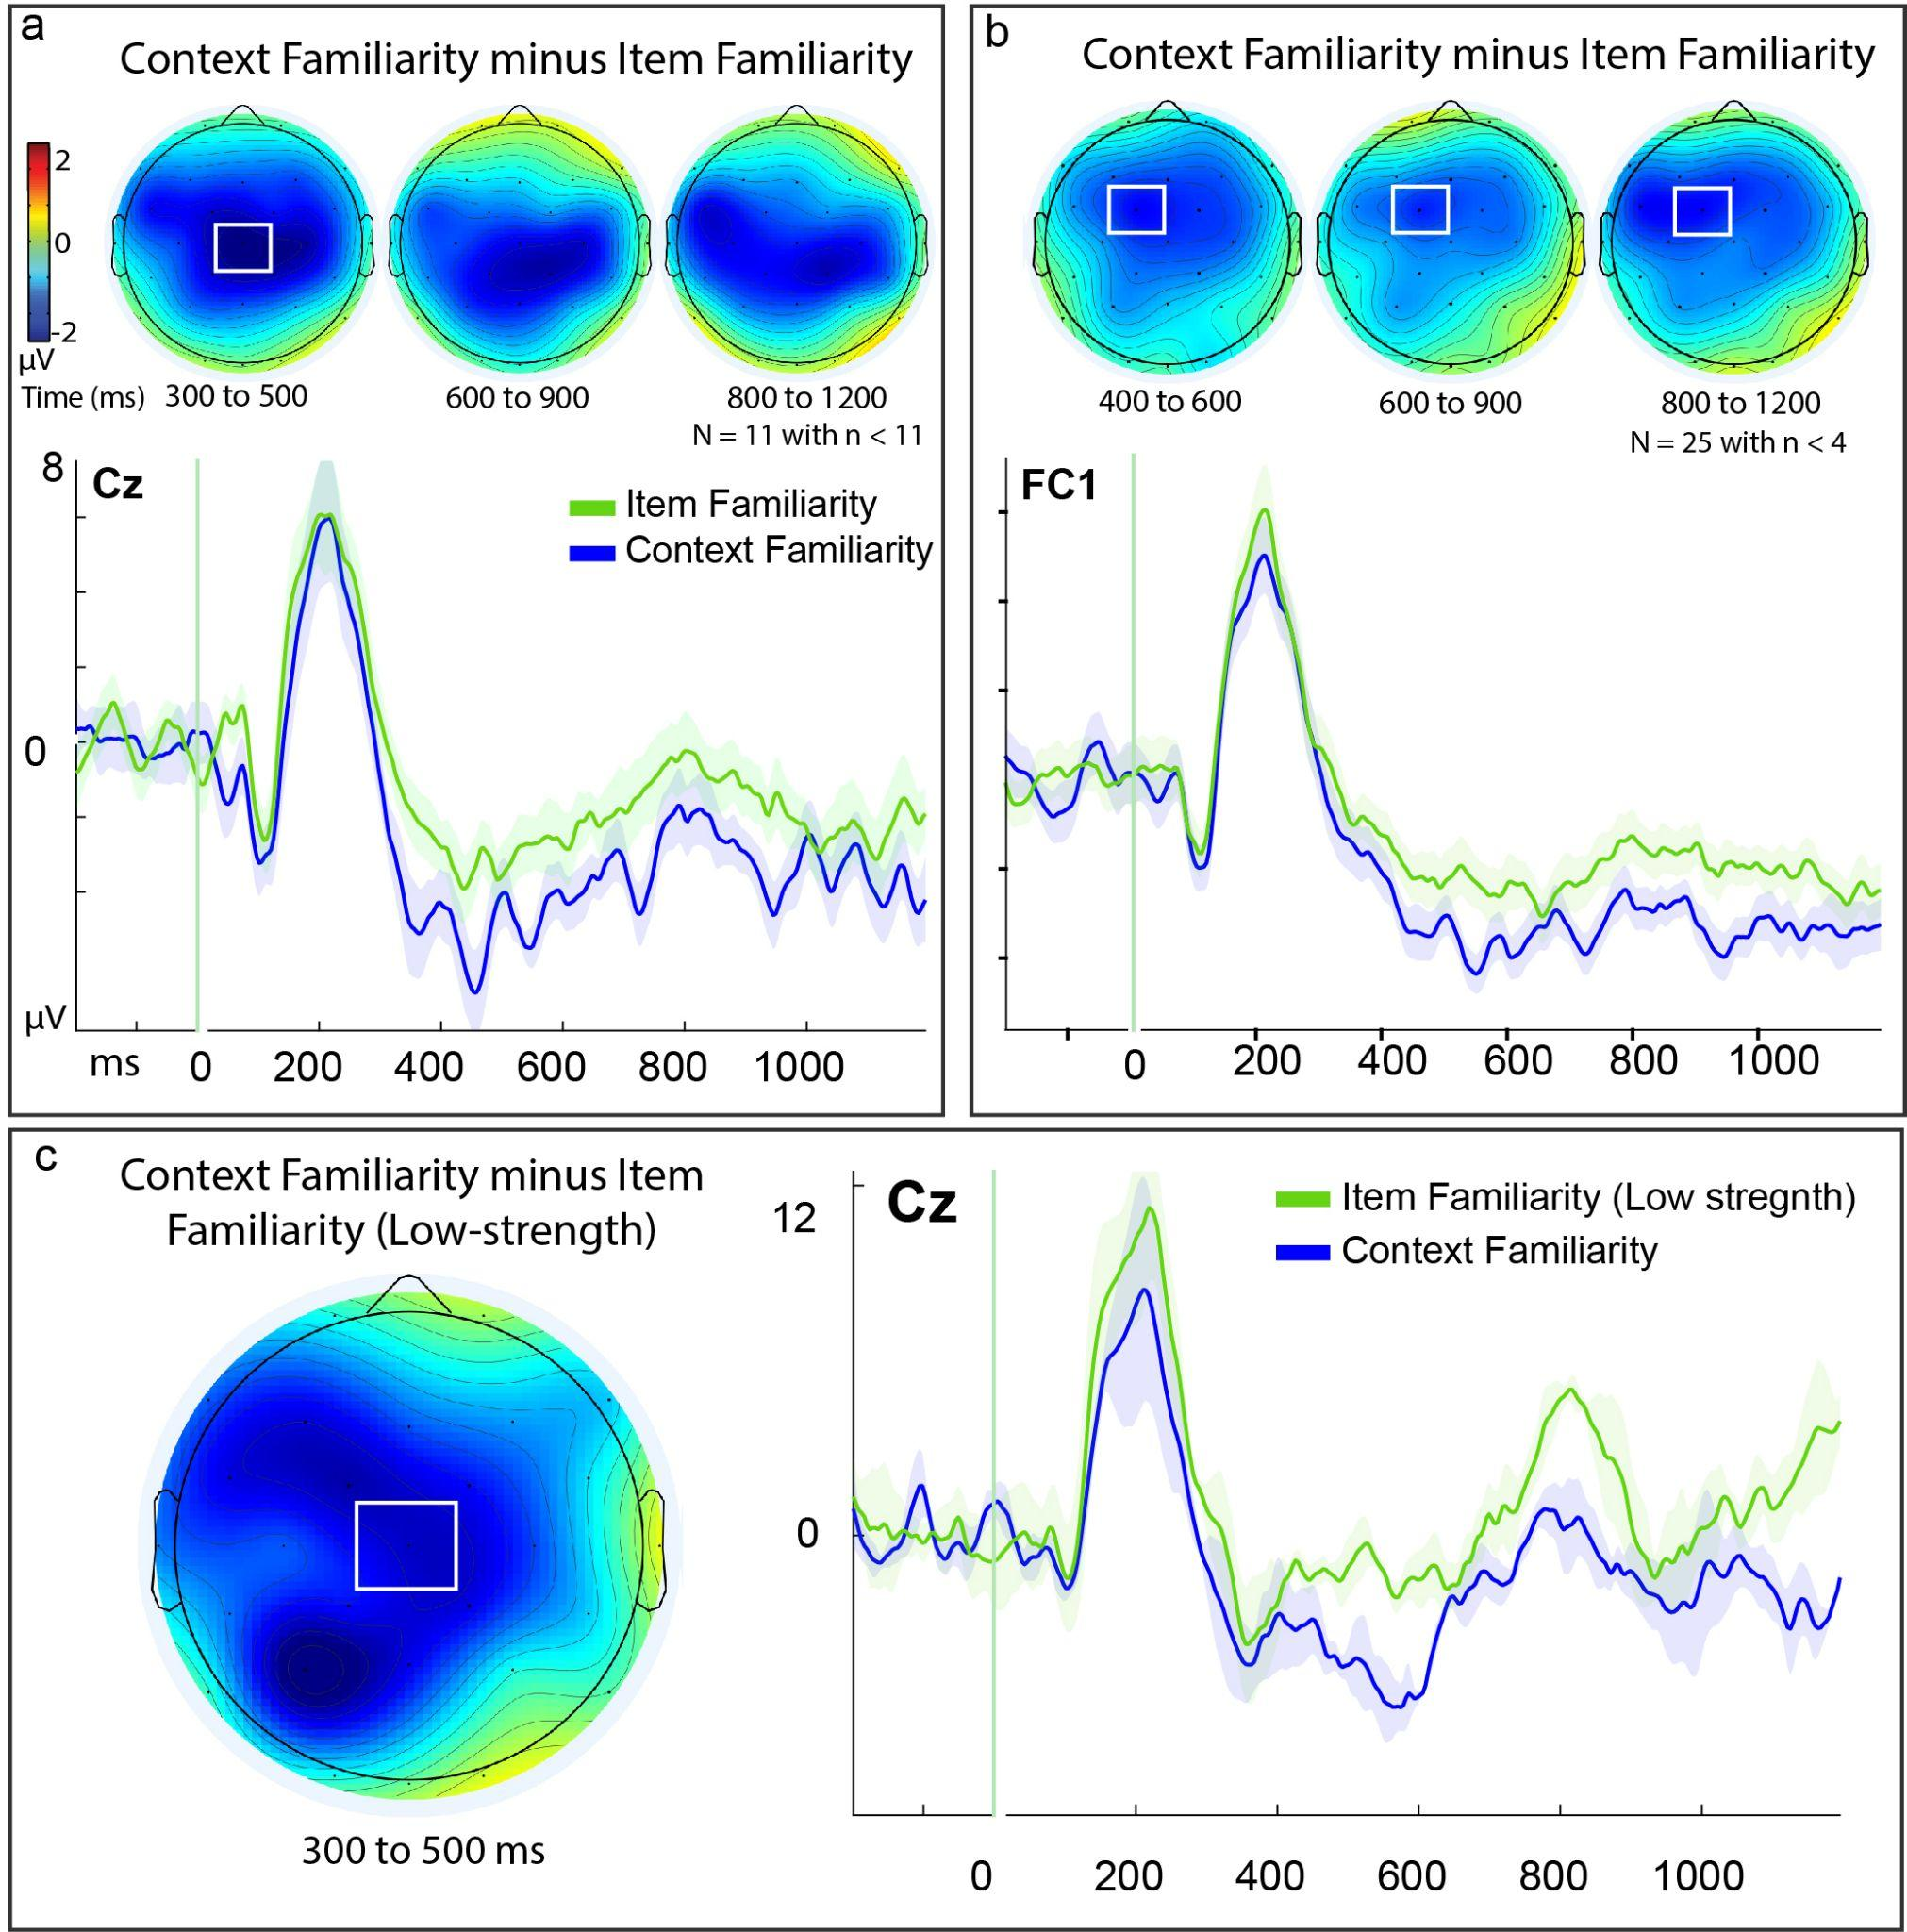 a
Context Familiarity minus Item Familiarity
2
0
-2
µV
Time (ms) 300 to 500 600 to 900 800 to 1200
N = 11 with n < 11
8
Cz
Item Familiarity
Context Familiarity
0
µV
ms 0 200 400 600 800 1000
b
Context Familiarity minus Item Familiarity
400 to 600 600 to 900 800 to 1200
N = 25 with n < 4
FC1
0 200 400 600 800 1000
c
Context Familiarity minus Item
Familiarity (Low-strength)
300 to 500 ms
12
Cz
Item Familiarity (Low stregnth)
Context Familiarity
0
0 200 400 600 800 1000